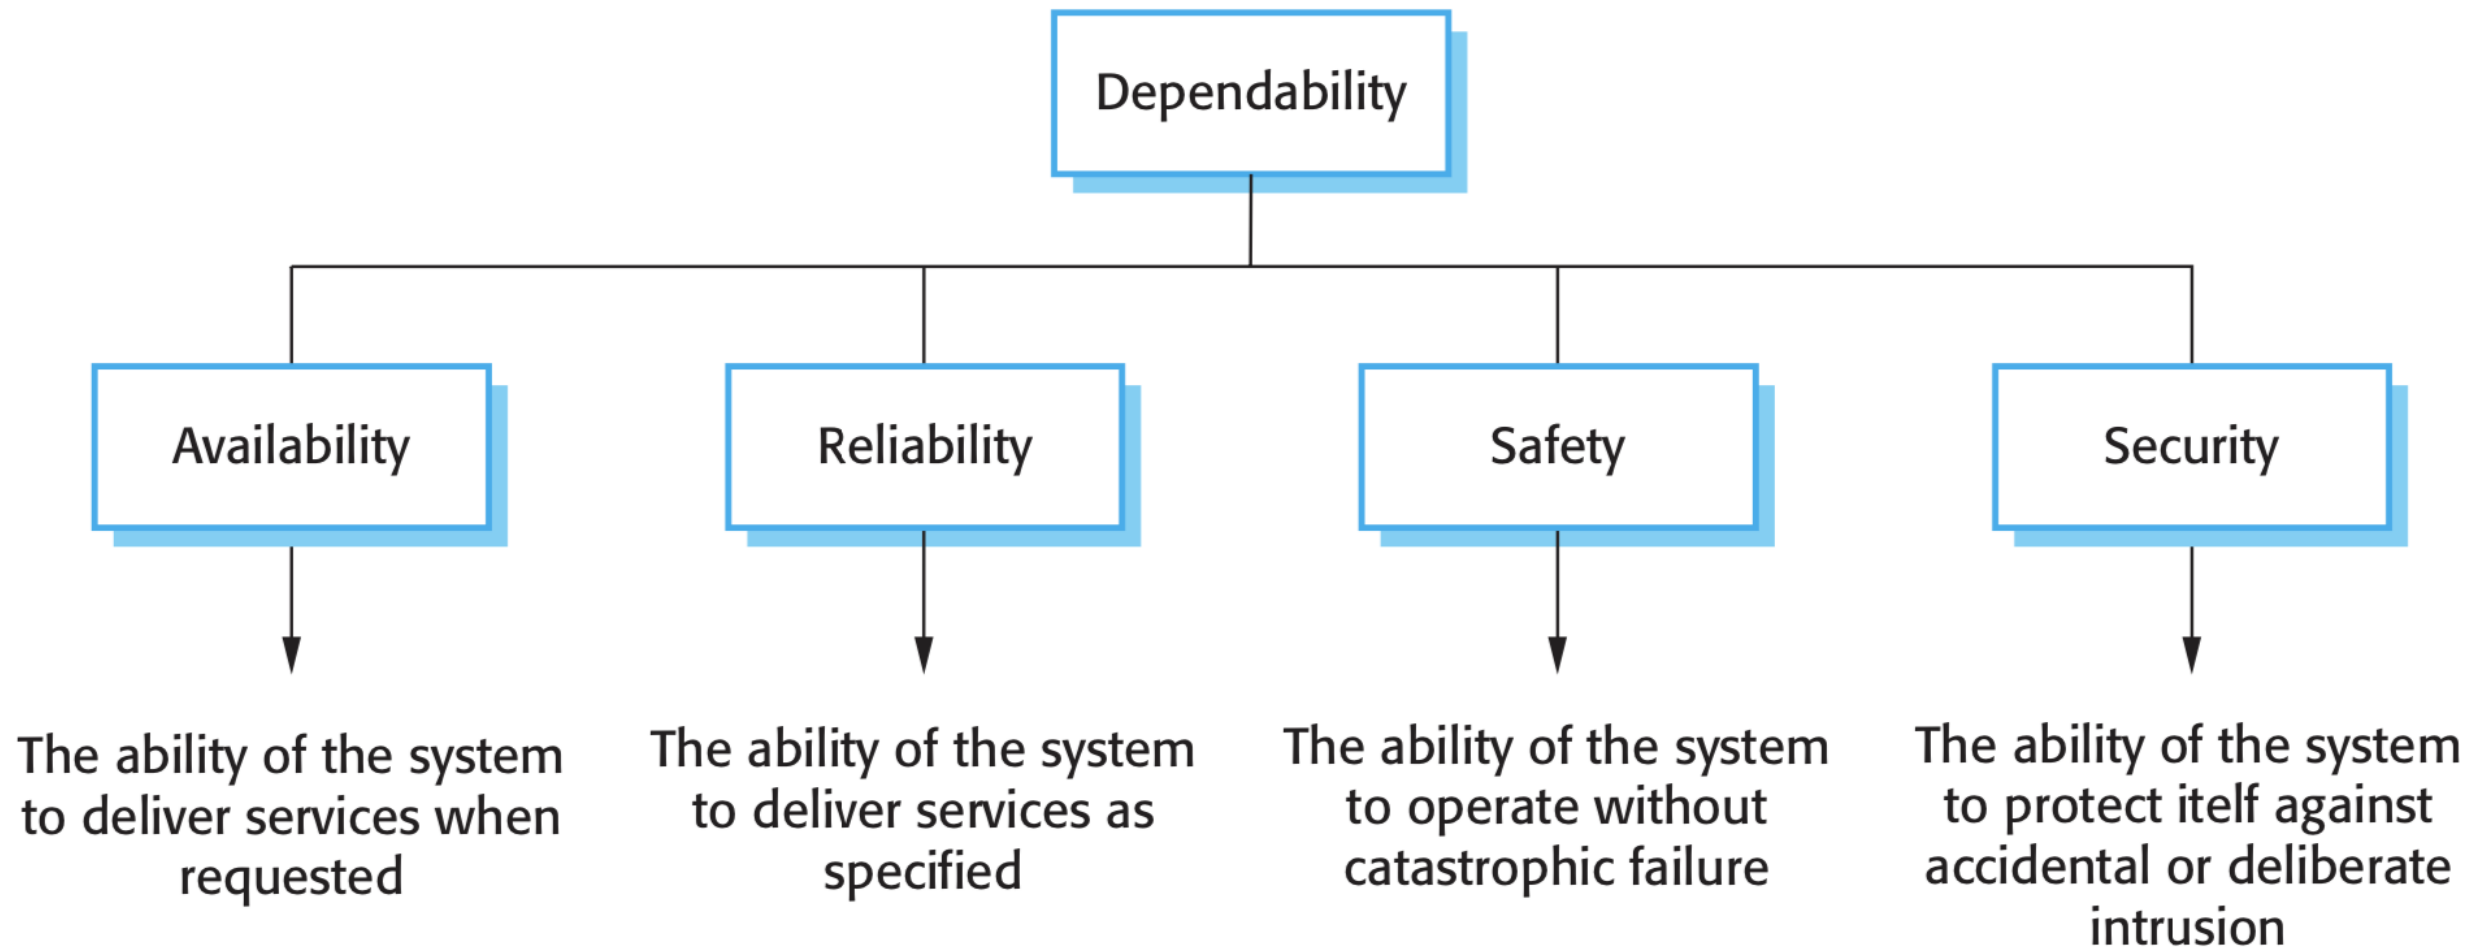 Dependability
Availability
Reliability
Safety
Security
The ability of the system
to deliver services when
requested
The ability of the system
to deliver services as
specified
The ability of the system
to operate without
catastrophic failure
The ability of the system
to protect itelf against
accidental or deliberate
intrusion